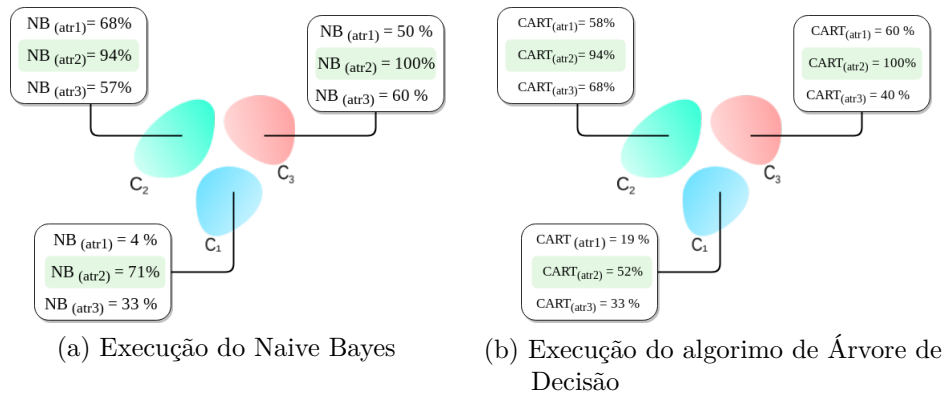 NB (atr1)= 68%
NB (atr2)= 94%
NB (atr3)= 57%
NB (atr1) = 50 %
NB (atr2) = 100%
NB (atr3) = 60 %
C2
C3
C1
NB (atr1) = 4 %
NB (atr2) = 71%
NB (atr3) = 33 %
(a) Execução do Naive Bayes
CART(atr1)= 58%
CART(atr2)= 94%
CART(atr3)= 68%
CART(atr1) = 60 %
CART(atr2) = 100%
CART(atr3) = 40 %
C2
C3
C1
CART (atr1) = 19 %
CART(atr2) = 52%
CART(atr3) = 33 %
(b) Execução do algorimo de Árvore de
Decisão